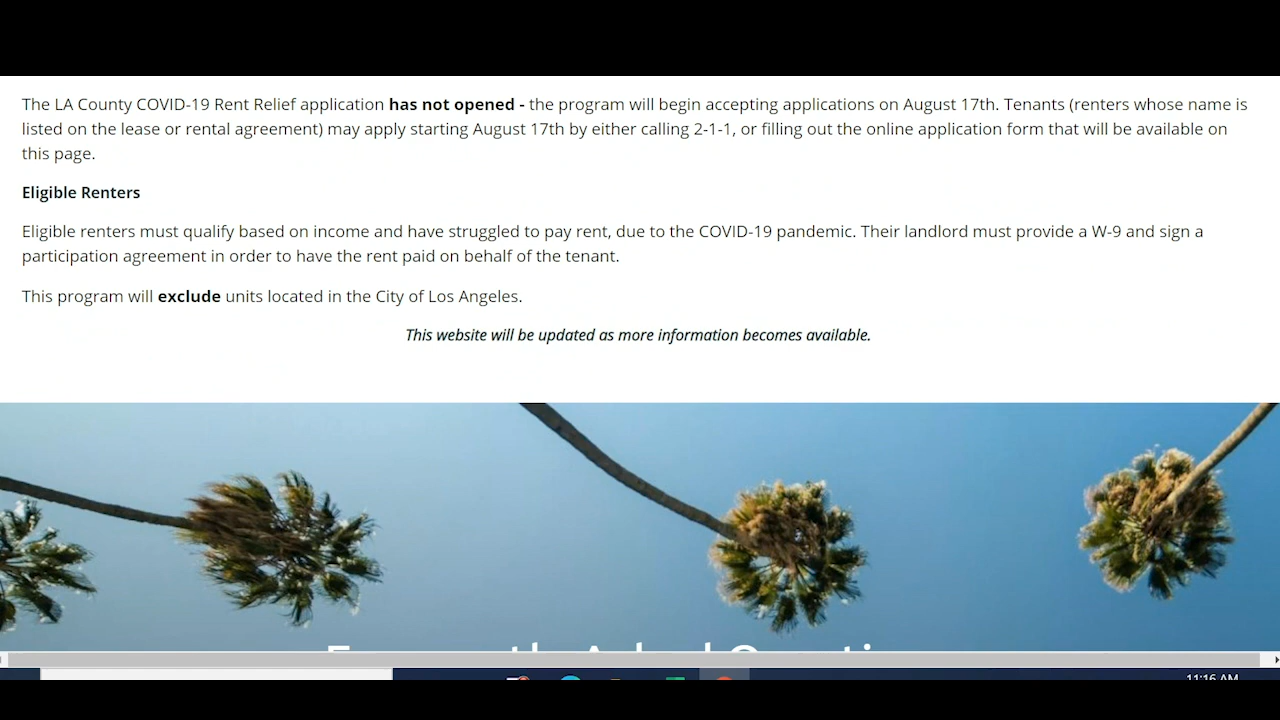 The LA County COVID-19 Rent Relief application has not opened - the program will begin accepting applications on August 17th. Tenants (renters whose name is
listed on the lease or rental agreement) may apply starting August 17th by either calling 2-1-1, or filling out the online application form that will be available on
this page.
Eligible Renters
Eligible renters must qualify based on income and have struggled to pay rent, due to the COVID-19 pandemic. Their landlord must provide a W-9 and sign a
participation agreement in order to have the rent paid on behalf of the tenant.
This program will exclude units located in the City of Los Angeles.
This website will be updated as more information becomes available.
11:16 AM